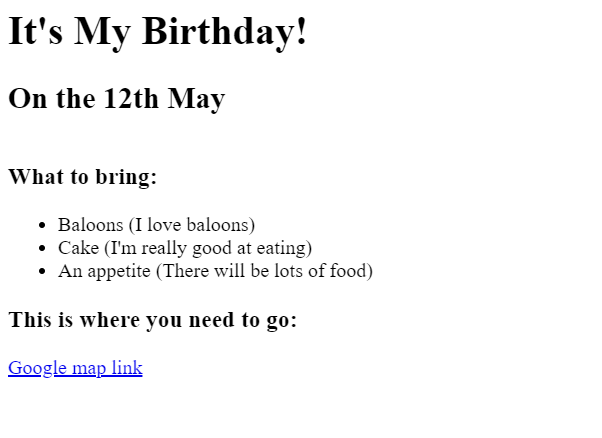 It's My Birthday!
On the 12th May
What to bring:
Baloons (I love baloons)
Cake (I'm really good at eating)
An appetite (There will be lots of food)
This is where you need to go:
Google map link